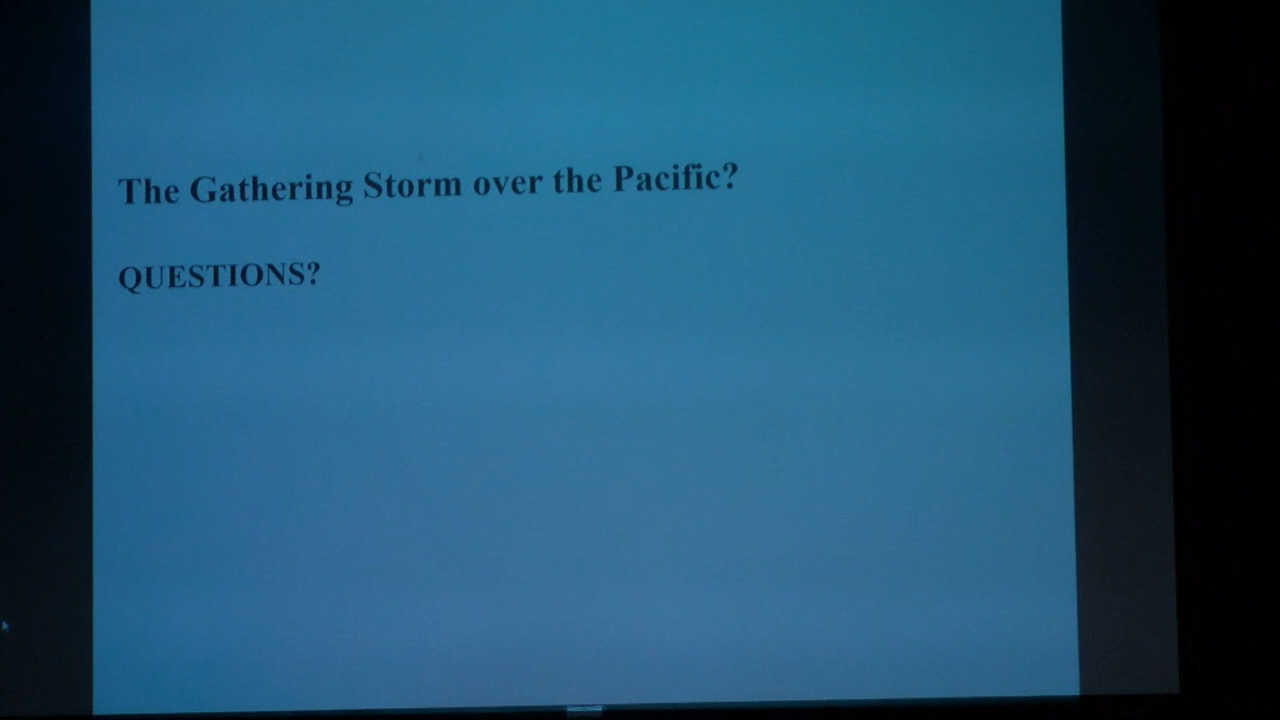 The Gathering Storm over the Pacific?
QUESTIONS?